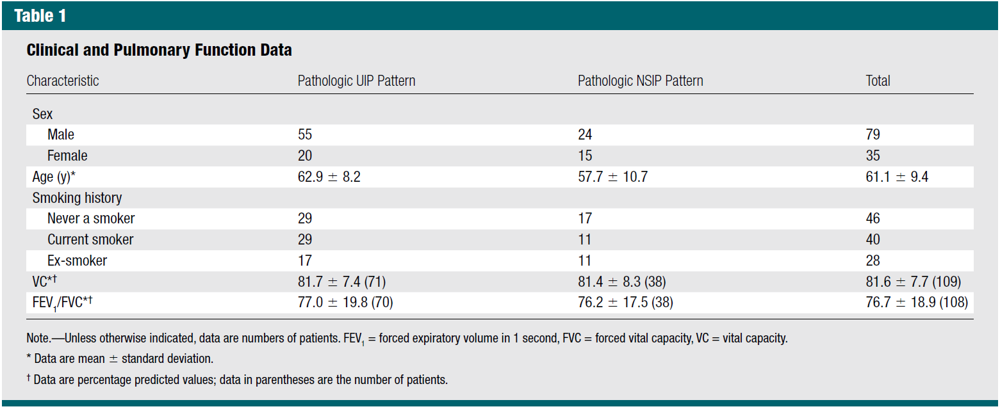 Table 1
Clinical and Pulmonary Function Data
Characteristic Pathologic UIP Pattern Pathologic NSIP Pattern Total
Sex
Male 55 24 79
Female 20 15 35
Age (y)* 62.9 ± 8.2 57.7 ± 10.7 61.1 ± 9.4
Smoking history
Never a smoker 29 17 46
Current smoker 29 11 40
Ex-smoker 17 11 28
VC*† 81.7 ± 7.4 (71) 81.4 ± 8.3 (38) 81.6 ± 7.7 (109)
FEV₁/FVC*† 77.0 ± 19.8 (70) 76.2 ± 17.5 (38) 76.7 ± 18.9 (108)
Note.—Unless otherwise indicated, data are numbers of patients. FEV₁ = forced expiratory volume in 1 second, FVC = forced vital capacity, VC = vital capacity.
* Data are mean ± standard deviation.
† Data are percentage predicted values; data in parentheses are the number of patients.